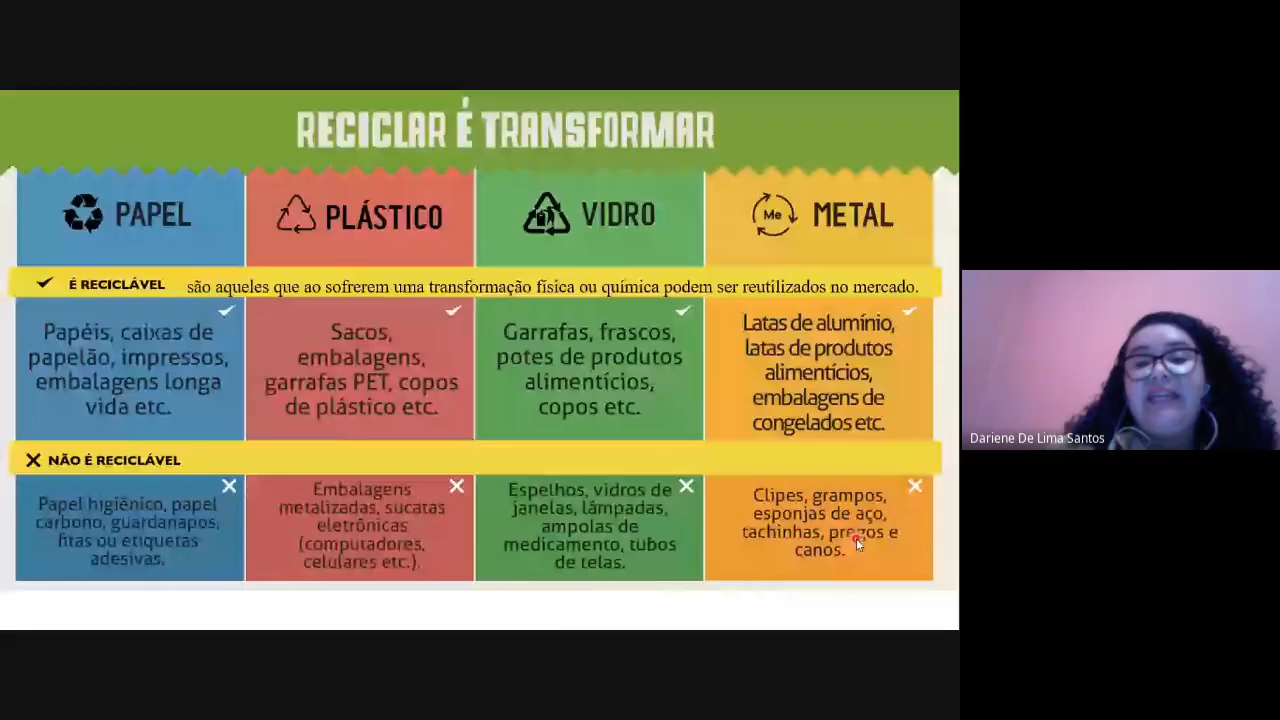 RECICLAR É TRANSFORMAR
PAPEL
PLÁSTICO
VIDRO
Me
METAL
É RECICLÁVEL são aqueles que ao sofrerem uma transformação física ou química podem ser reutilizados no mercado.
Papéis, caixas de
papelão, impressos,
embalagens longa
vida etc.
Sacos,
embalagens,
garrafas PET, copos
de plástico etc.
Garrafas, frascos,
potes de produtos
alimentícios,
copos etc.
Latas de alumínio,
latas de produtos
alimentícios,
embalagens de
congelados etc.
NÃO É RECICLÁVEL
Papel higiênico, papel
carbono, guardanapos,
fitas ou etiquetas
adesivas.
Embalagens
metalizadas, sucatas
eletrônicas
(computadores,
celulares etc.).
Espelhos, vidros de
janelas, lâmpadas,
ampolas de
medicamento, tubos
de telas.
Clipes, grampos,
esponjas de aço,
tachinhas, pregos e
canos.
Dariene De Lima Santos